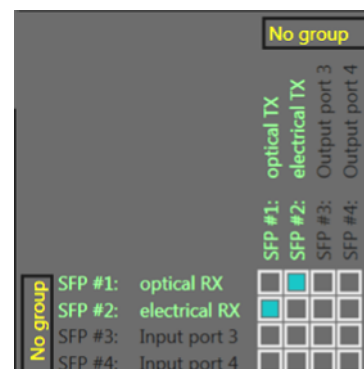 No group
SFP #1: optical TX
SFP #2: electrical TX
SFP #3: Output port 3
SFP #4: Output port 4
No group
SFP #1: optical RX
SFP #2: electrical RX
SFP #3: Input port 3
SFP #4: Input port 4